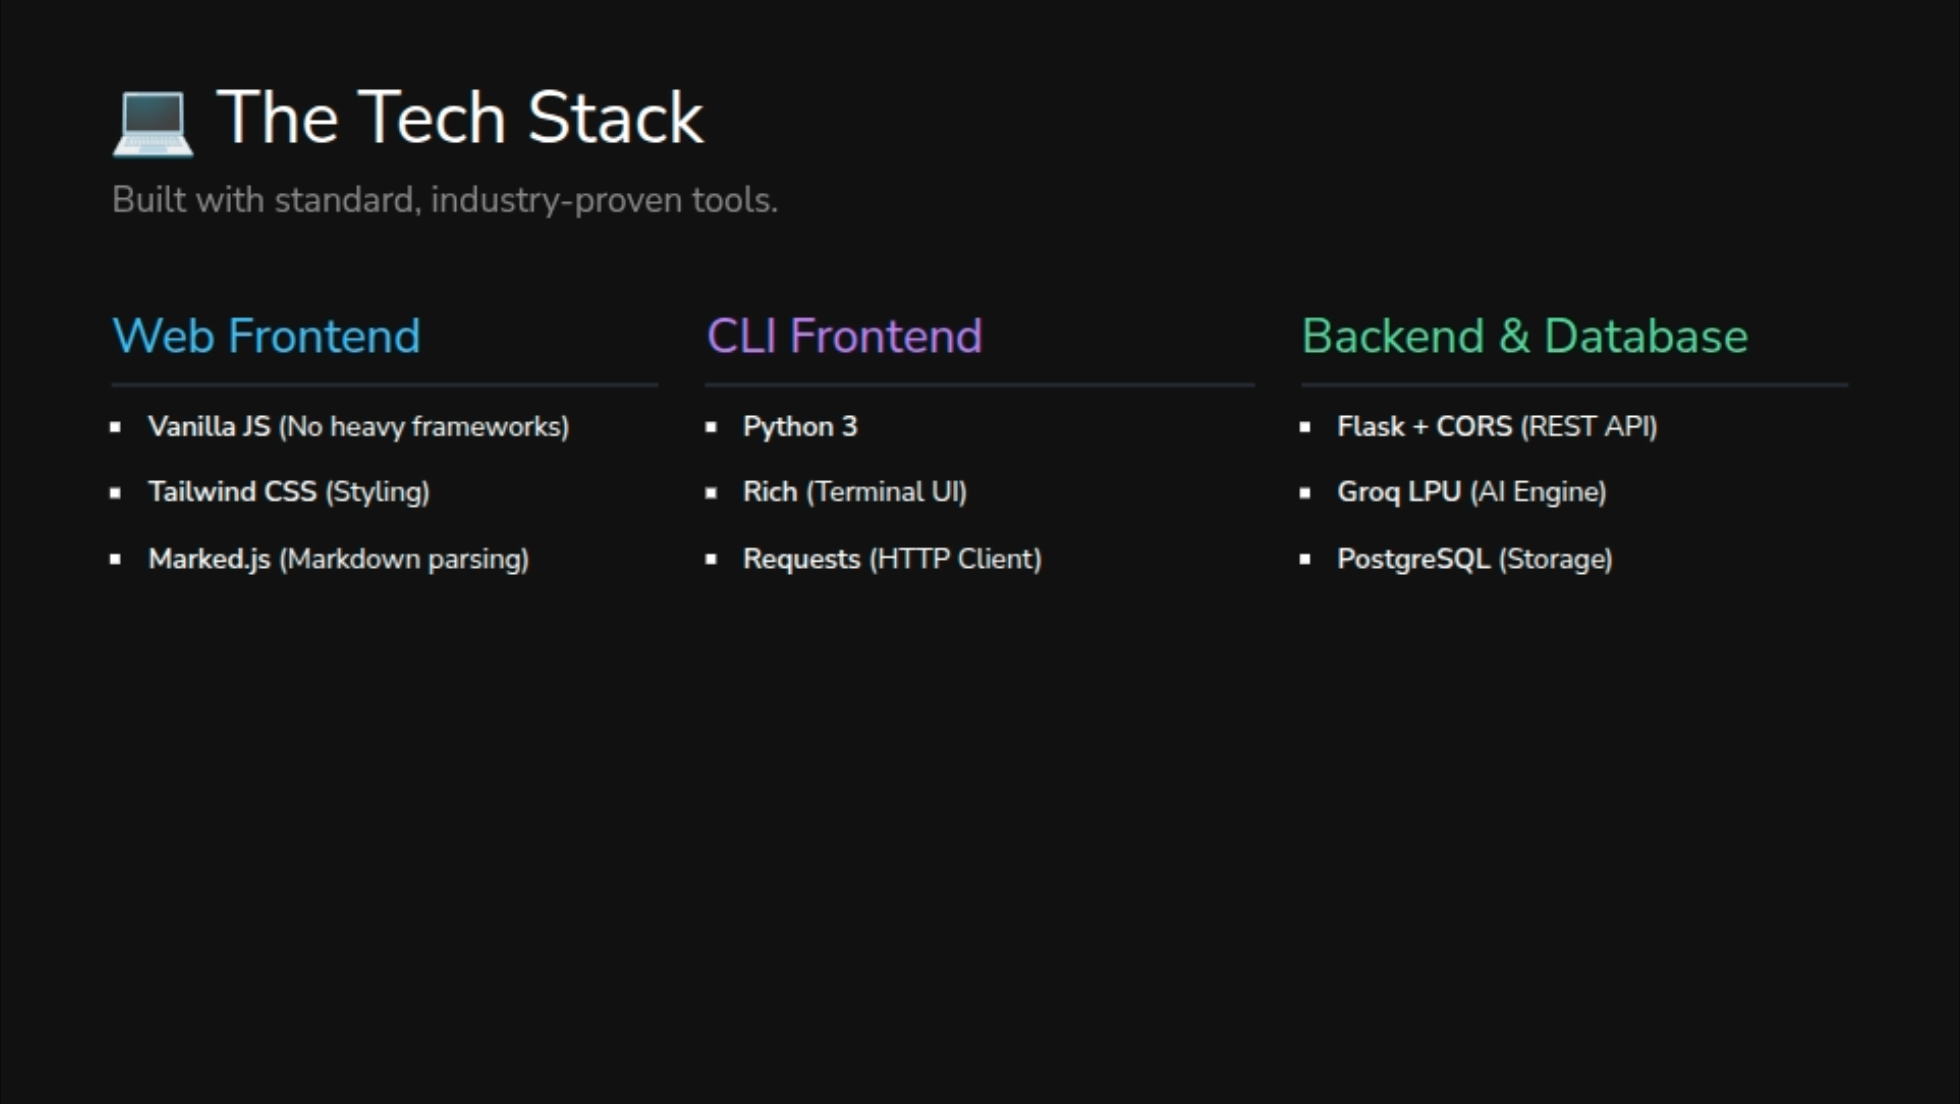 The Tech Stack
Built with standard, industry-proven tools.
Web Frontend
Vanilla JS (No heavy frameworks)
Tailwind CSS (Styling)
Marked.js (Markdown parsing)
CLI Frontend
Python 3
Rich (Terminal UI)
Requests (HTTP Client)
Backend & Database
Flask + CORS (REST API)
Groq LPU (AI Engine)
PostgreSQL (Storage)